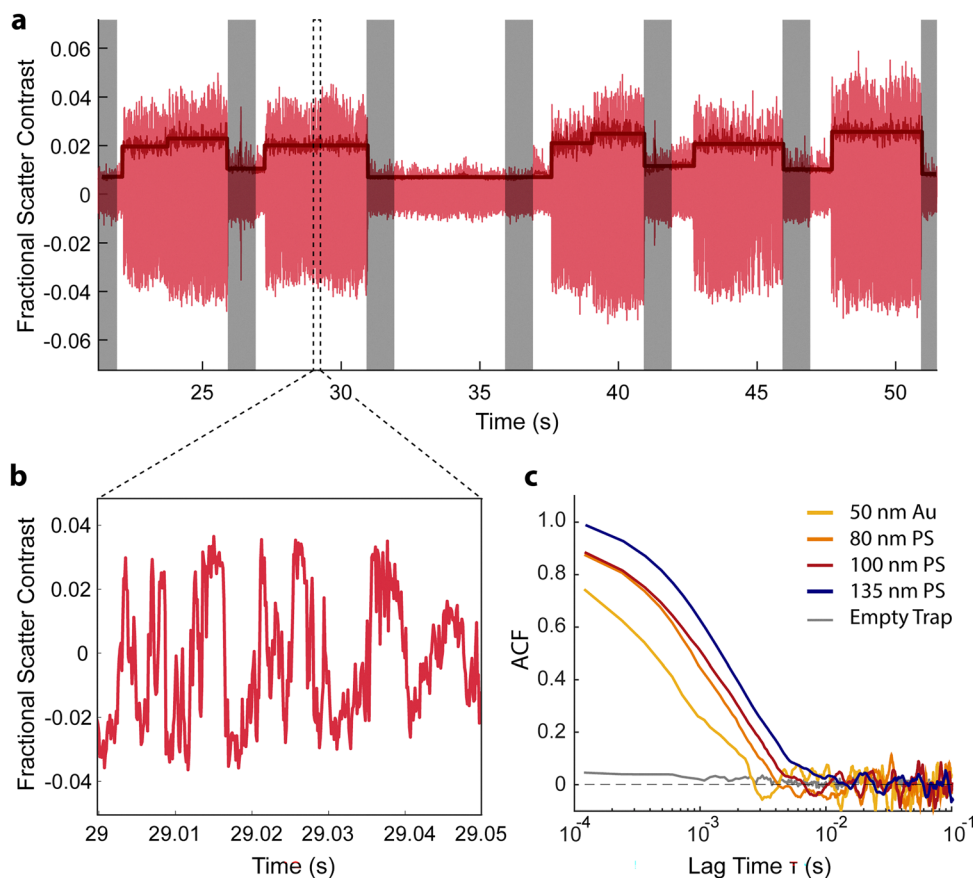 a
Fractional Scatter Contrast
0.06
0.04
0.02
0
-0.02
-0.04
-0.06
25
30
35
40
45
50
Time (s)
b
Fractional Scatter Contrast
0.04
0.02
0
-0.02
-0.04
29
29.01
29.02
29.03
29.04
29.05
Time (s)
c
ACF
1.0
0.8
0.6
0.4
0.2
0
50 nm Au
80 nm PS
100 nm PS
135 nm PS
Empty Trap
10⁻⁴
10⁻³
10⁻²
10⁻¹
Lag Time τ (s)